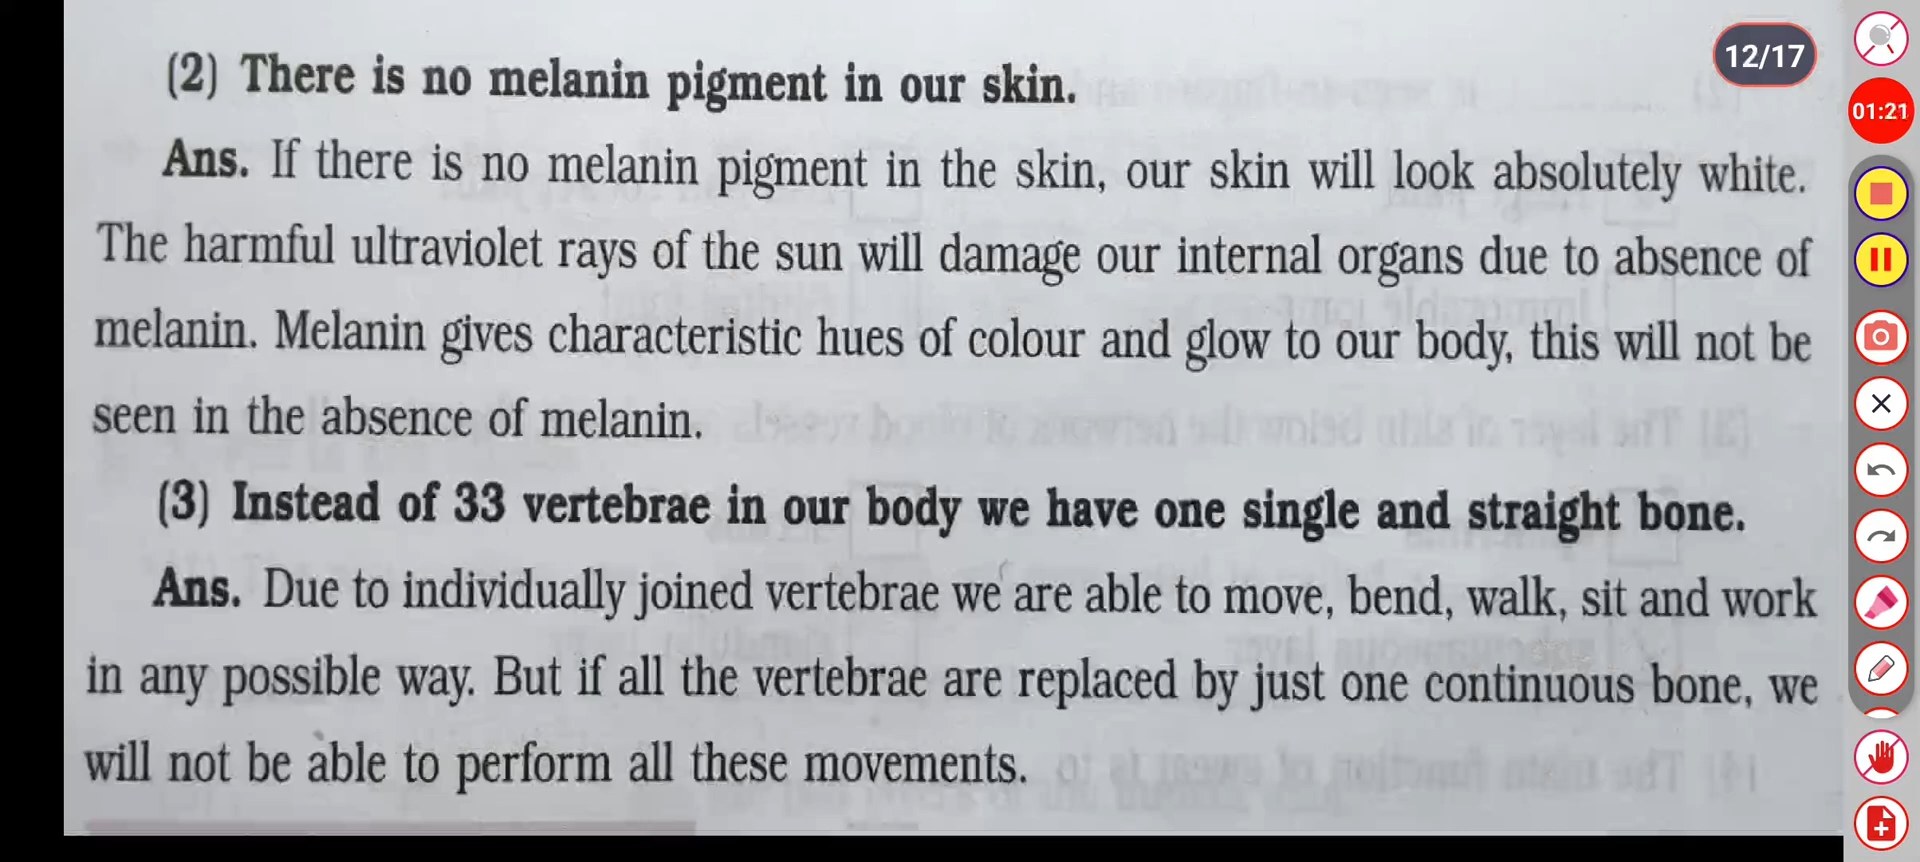 12/17
01:21
(2) There is no melanin pigment in our skin.
Ans. If there is no melanin pigment in the skin, our skin will look absolutely white.
The harmful ultraviolet rays of the sun will damage our internal organs due to absence of
melanin. Melanin gives characteristic hues of colour and glow to our body, this will not be
seen in the absence of melanin.
(3) Instead of 33 vertebrae in our body we have one single and straight bone.
Ans. Due to individually joined vertebrae we are able to move, bend, walk, sit and work
in any possible way. But if all the vertebrae are replaced by just one continuous bone, we
will not be able to perform all these movements.